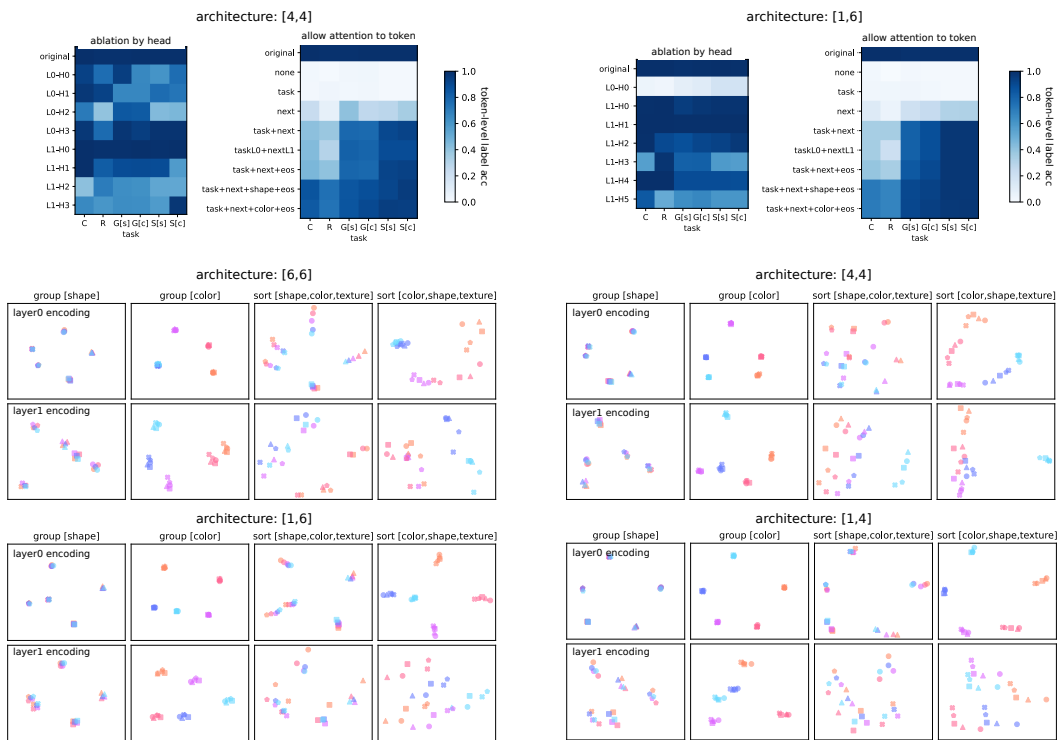 architecture: [4,4]
ablation by head
original
L0-H0
L0-H1
L0-H2
L0-H3
L1-H0
L1-H1
L1-H2
L1-H3
C R G[s] G[c] S[s] S[c]
task
allow attention to token
original
none
task
next
task+next
taskL0+nextL1
task+next+eos
task+next+shape+eos
task+next+color+eos
C R G[s] G[c] S[s] S[c]
task
1.0
0.8
0.6
0.4
0.2
0.0
token-level label acc
architecture: [1,6]
ablation by head
original
L0-H0
L1-H0
L1-H1
L1-H2
L1-H3
L1-H4
L1-H5
C R G[s] G[c] S[s] S[c]
task
allow attention to token
original
none
task
next
task+next
taskL0+nextL1
task+next+eos
task+next+shape+eos
task+next+color+eos
C R G[s] G[c] S[s] S[c]
task
1.0
0.8
0.6
0.4
0.2
0.0
token-level label acc
architecture: [6,6]
group [shape]
group [color]
sort [shape,color,texture]
sort [color,shape,texture]
layer0 encoding
layer1 encoding
architecture: [4,4]
group [shape]
group [color]
sort [shape,color,texture]
sort [color,shape,texture]
layer0 encoding
layer1 encoding
architecture: [1,6]
group [shape]
group [color]
sort [shape,color,texture]
sort [color,shape,texture]
layer0 encoding
layer1 encoding
architecture: [1,4]
group [shape]
group [color]
sort [shape,color,texture]
sort [color,shape,texture]
layer0 encoding
layer1 encoding